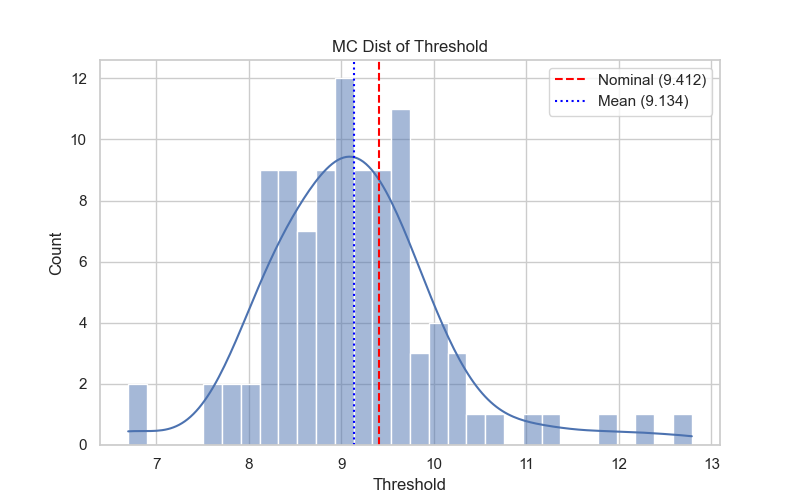 MC Dist of Threshold
Nominal (9.412)
Mean (9.134)
Count
12
10
8
6
4
2
0
7 8 9 10 11 12 13
Threshold